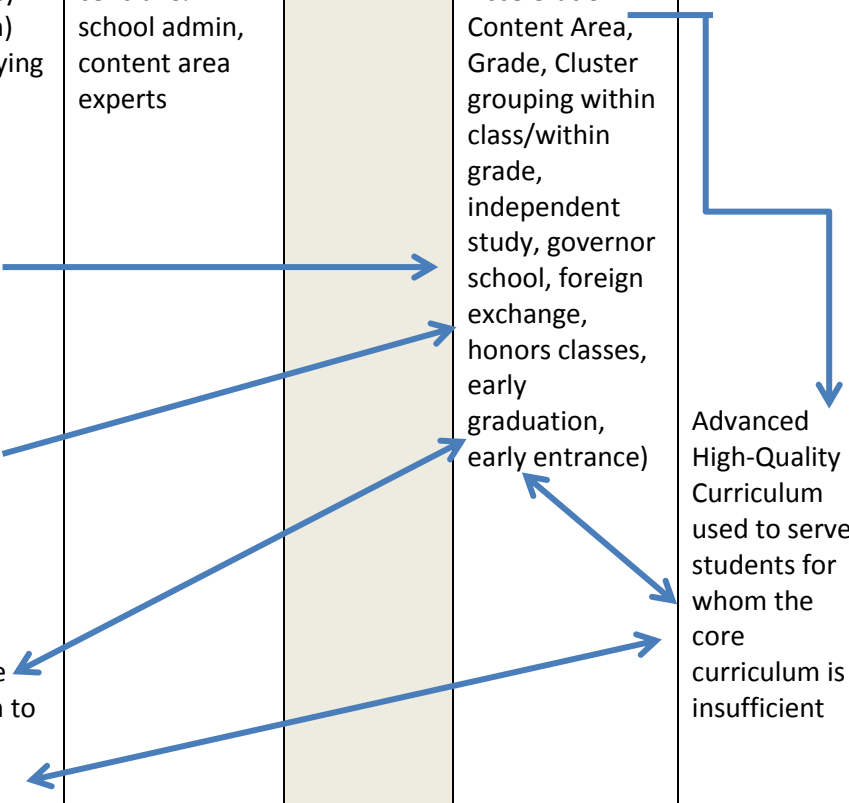 school admin,
content area
experts
Content Area,
Grade, Cluster
grouping within
class/within
grade,
independent
study, governor
school, foreign
exchange,
honors classes,
early
graduation,
early entrance)
Advanced
High-Quality
Curriculum
used to serve
students for
whom the
core
curriculum is
insufficient
to